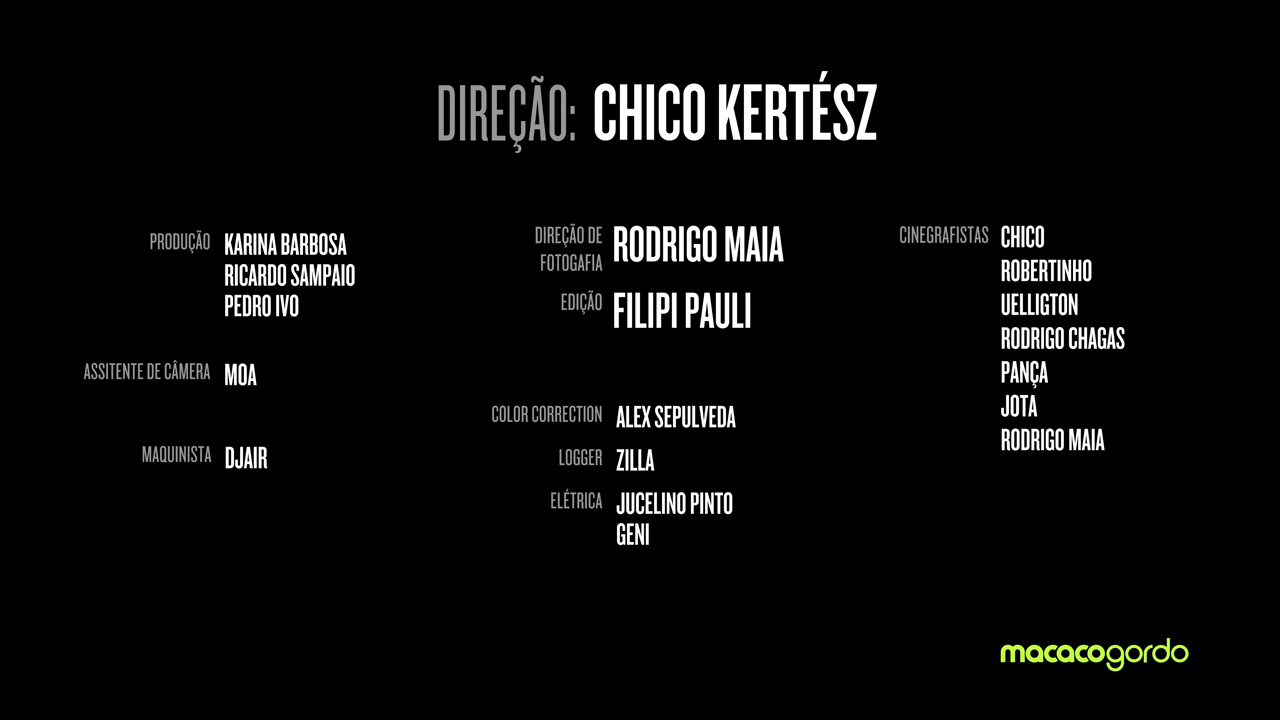 DIREÇÃO: CHICO KERTÉSZ
PRODUÇÃO KARINA BARBOSA
RICARDO SAMPAIO
PEDRO IVO
ASSITENTE DE CÂMERA MOA
MAQUINISTA DJAIR
DIREÇÃO DE
FOTOGAFIA
RODRIGO MAIA
EDIÇÃO FILIPI PAULI
COLOR CORRECTION ALEX SEPULVEDA
LOGGER ZILLA
ELÉTRICA JUCELINO PINTO
GENI
CINEGRAFISTAS CHICO
ROBERTINHO
UELLIGTON
RODRIGO CHAGAS
PANÇA
JOTA
RODRIGO MAIA
macacogordo